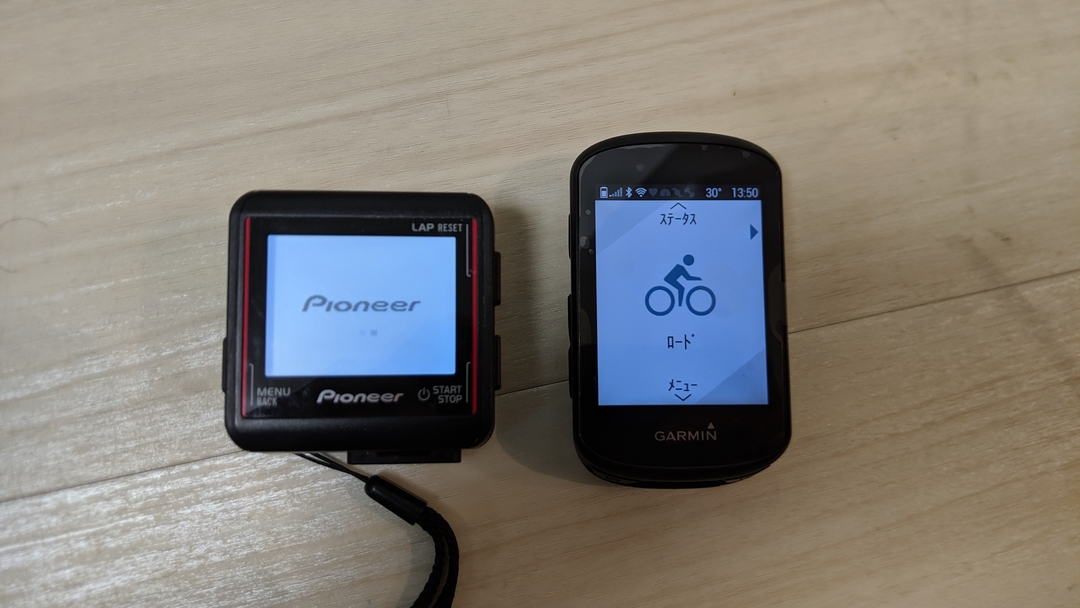 LAP RESET
Pioneer
MENU
BACK
Pioneer
START
STOP
30° 13:50
ｽﾃｰﾀｽ
ﾛｰﾄﾞ
ﾒﾆｭｰ
GARMIN